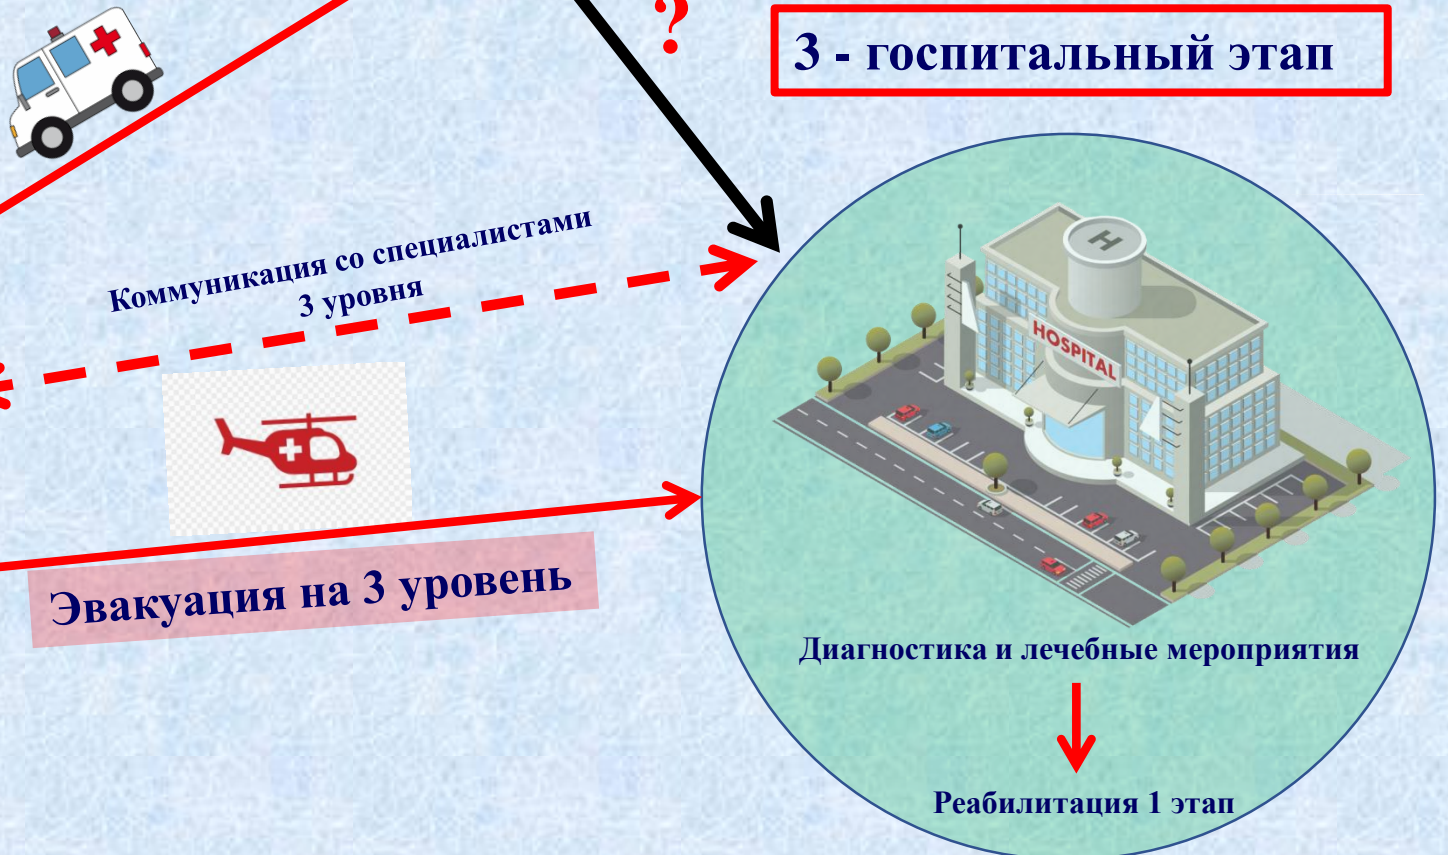 ?
3 - госпитальный этап
Коммуникация со специалистами
3 уровня
H
HOSPITAL
Эвакуация на 3 уровень
Диагностика и лечебные мероприятия
Реабилитация 1 этап